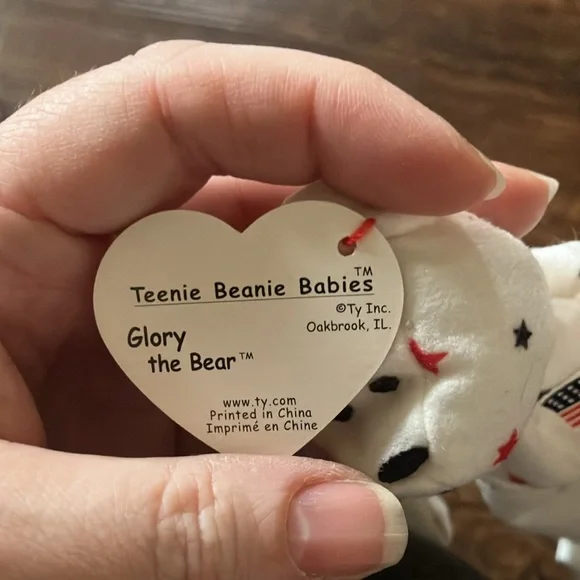 Teenie Beanie Babies™
©Ty Inc.
Oakbrook, IL.
Glory
the Bear™
www.ty.com
Printed in China
Imprimé en Chine